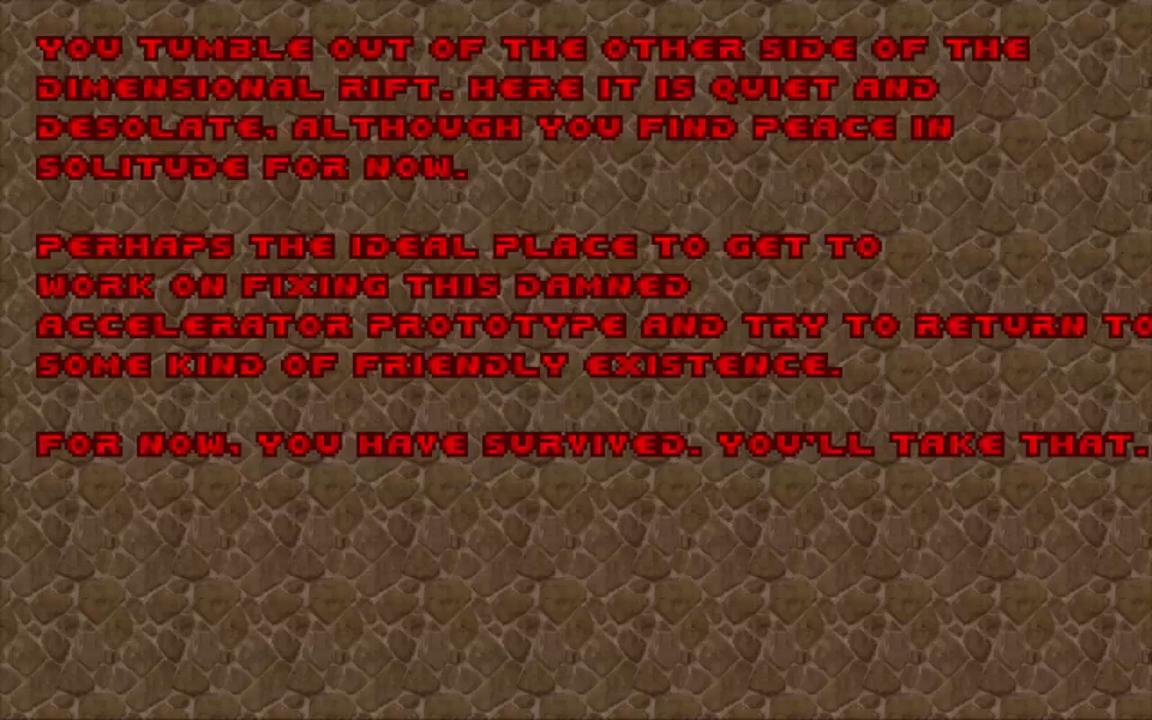 YOU TUMBLE OUT OF THE OTHER SIDE OF THE
DIMENSIONAL RIFT. HERE IT IS QUIET AND
DESOLATE, ALTHOUGH YOU FIND PEACE IN
SOLITUDE FOR NOW.
PERHAPS THE IDEAL PLACE TO GET TO
WORK ON FIXING THIS DAMNED
ACCELERATOR PROTOTYPE AND TRY TO RETURN TO
SOME KIND OF FRIENDLY EXISTENCE.
FOR NOW, YOU HAVE SURVIVED. YOU'LL TAKE THAT.